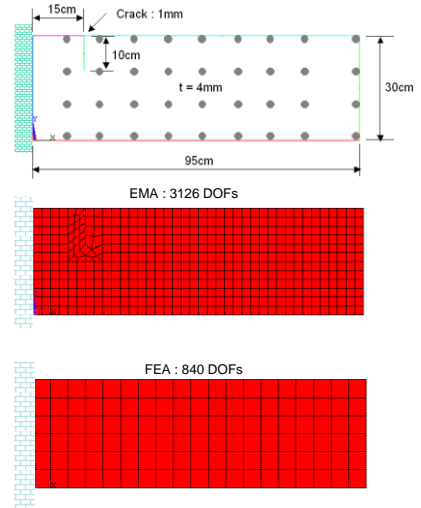 15cm
Crack : 1mm
10cm
t = 4mm
30cm
Y
X
95cm
EMA : 3126 DOFs
X
FEA : 840 DOFs
X